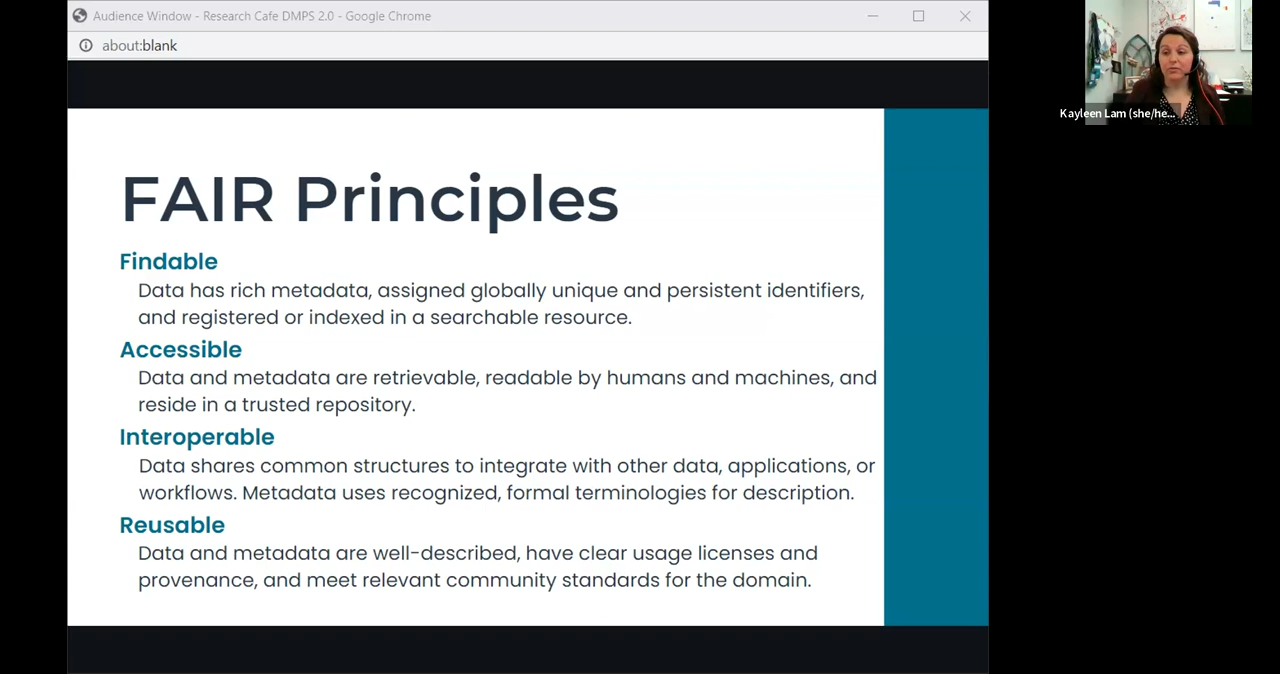 Audience Window - Research Cafe DMPS 2.0 - Google Chrome
about:blank
Kayleen Lam (she/he...
FAIR Principles
Findable
Data has rich metadata, assigned globally unique and persistent identifiers,
and registered or indexed in a searchable resource.
Accessible
Data and metadata are retrievable, readable by humans and machines, and
reside in a trusted repository.
Interoperable
Data shares common structures to integrate with other data, applications, or
workflows. Metadata uses recognized, formal terminologies for description.
Reusable
Data and metadata are well-described, have clear usage licenses and
provenance, and meet relevant community standards for the domain.